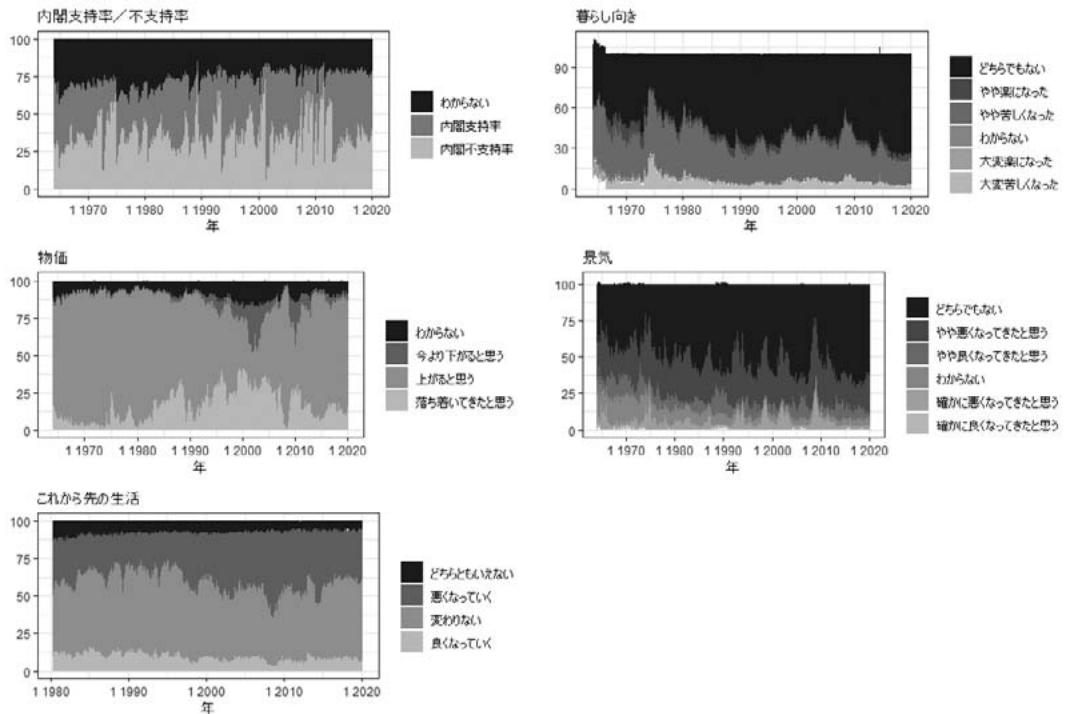 内閣支持率／不支持率
100
75
50
25
0
1 1970
1 1980
1 1990
1 2000
1 2010
1 2020
年
わからない
内閣支持率
内閣不支持率
暮らし向き
90
60
30
0
1 1970
1 1980
1 1990
1 2000
1 2010
1 2020
年
どちらでもない
やや楽になった
やや苦しくなった
わからない
大変楽になった
大変苦しくなった
物価
100
75
50
25
0
1 1970
1 1980
1 1990
1 2000
1 2010
1 2020
年
わからない
今より下がると思う
上がると思う
落ち着いてきたと思う
景気
100
75
50
25
0
1 1970
1 1980
1 1990
1 2000
1 2010
1 2020
年
どちらでもない
やや悪くなってきたと思う
やや良くなってきたと思う
わからない
確かに悪くなってきたと思う
確かに良くなってきたと思う
これから先の生活
100
75
50
25
0
1 1980
1 1990
1 2000
1 2010
1 2020
年
どちらともいえない
悪くなっていく
変わりない
良くなっていく